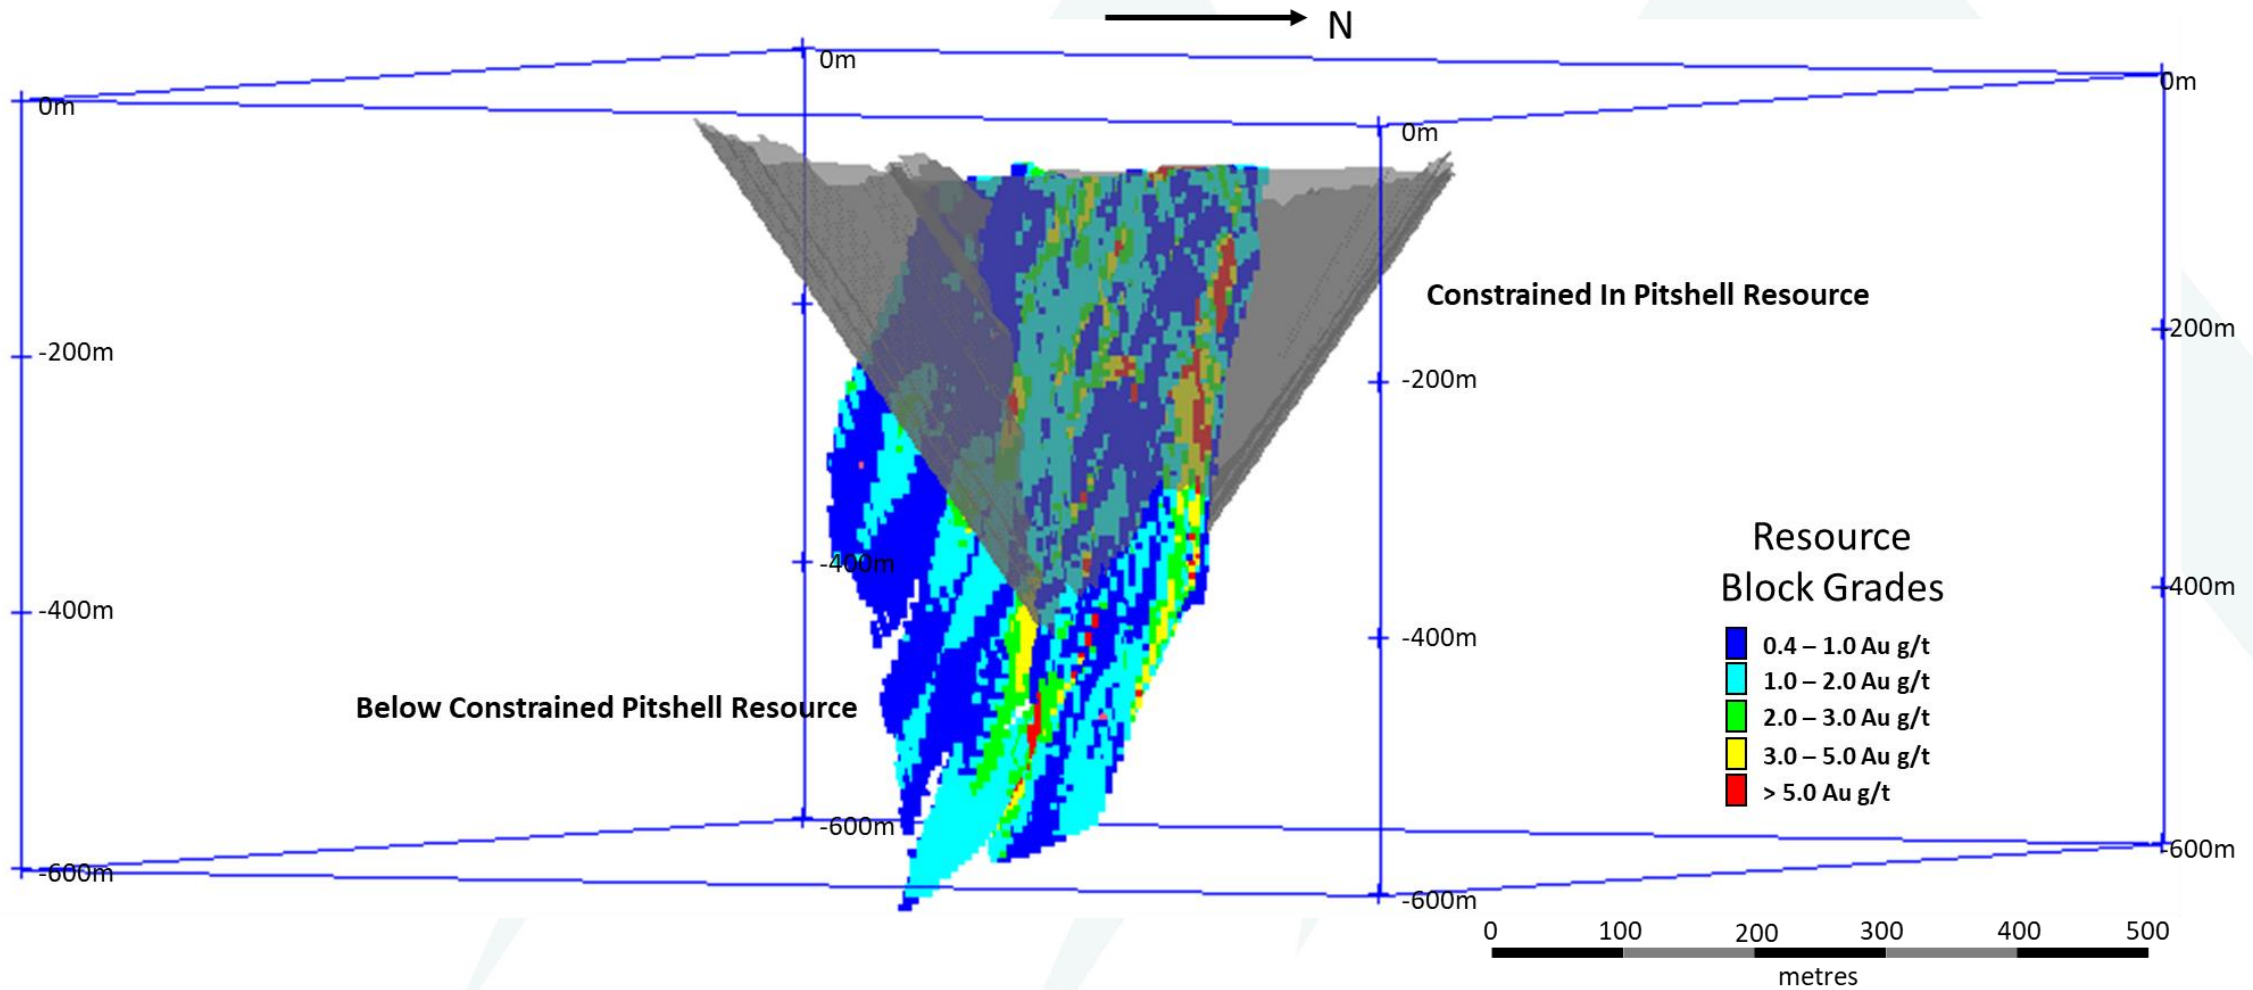 N
0m
0m
0m
0m
Constrained In Pitshell Resource
-200m
-200m
-200m
-400m
-400m
-400m
-400m
Resource
Block Grades
0.4 – 1.0 Au g/t
1.0 – 2.0 Au g/t
2.0 – 3.0 Au g/t
3.0 – 5.0 Au g/t
> 5.0 Au g/t
Below Constrained Pitshell Resource
-600m
-600m
-600m
-600m
0 100 200 300 400 500
metres